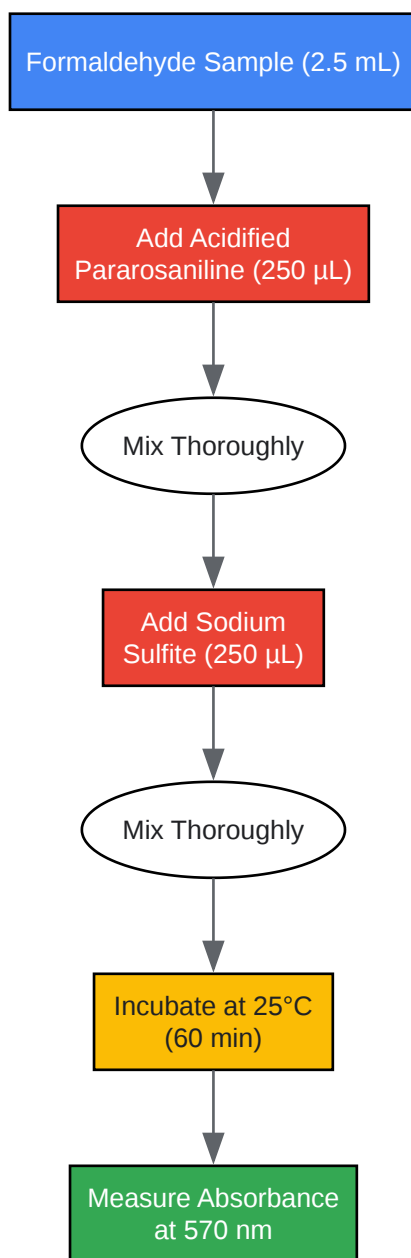 Formaldehyde Sample (2.5 mL)
Add Acidified
Pararosaniline (250 µL)
Mix Thoroughly
Add Sodium
Sulfite (250 µL)
Mix Thoroughly
Incubate at 25°C
(60 min)
Measure Absorbance
at 570 nm